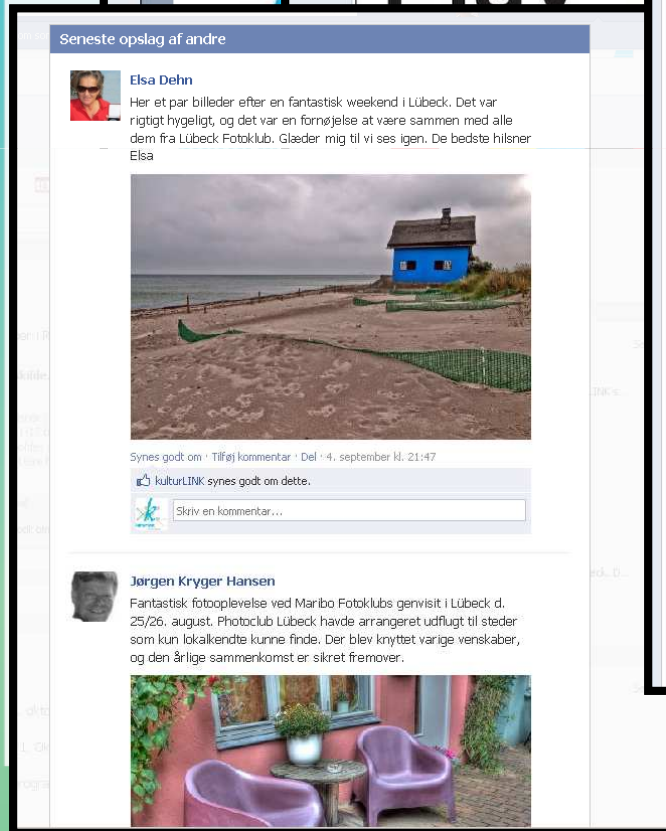 Seneste opslag af andre
Elsa Dehn
Her et par billeder efter en fantastisk weekend i Lübeck. Det var
rigtigt hygeligt, og det var en fornøjelse at være sammen med alle
dem fra Lübeck Fotoklub. Glæder mig til vi ses igen. De bedste hilsner
Elsa
Synes godt om · Tilføj kommentar · Del · 4. september kl. 21:47
kulturLINK synes godt om dette.
Skriv en kommentar...
Jørgen Kryger Hansen
Fantastisk fotooplevelse ved Maribo Fotoklubs genvisit i Lübeck d.
25/26. august. Photoclub Lübeck havde arrangeret udflugt til steder
som kun lokalkendte kunne finde. Der blev knyttet varige venskaber,
og den årlige sammenkomst er sikret fremover.